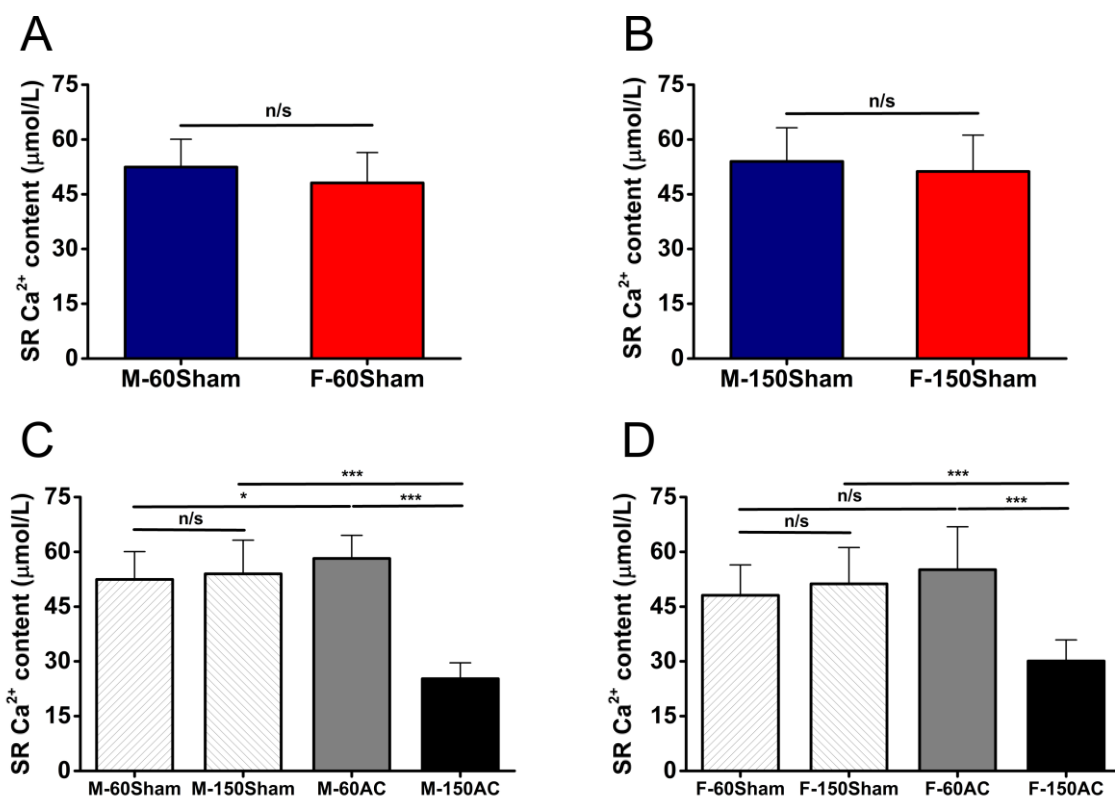 A
SR Ca²⁺ content (μmol/L)
75
60
45
30
15
0
n/s
M-60Sham F-60Sham
B
SR Ca²⁺ content (μmol/L)
75
60
45
30
15
0
n/s
M-150Sham F-150Sham
C
SR Ca²⁺ content (μmol/L)
75
60
45
30
15
0
***
* ***
n/s
M-60Sham M-150Sham M-60AC M-150AC
D
SR Ca²⁺ content (μmol/L)
75
60
45
30
15
0
***
n/s ***
n/s
F-60Sham F-150Sham F-60AC F-150AC